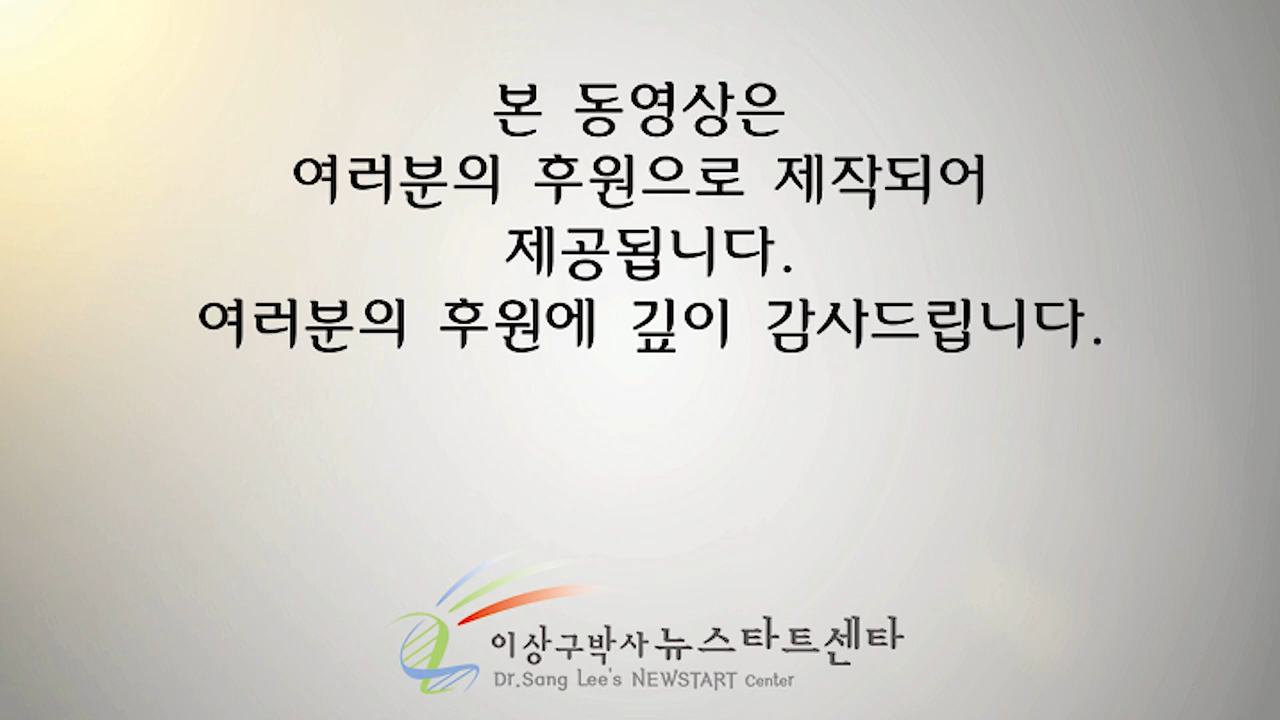 본 동영상은
여러분의 후원으로 제작되어
제공됩니다.
여러분의 후원에 깊이 감사드립니다.
이상구박사 뉴스타트센타
Dr.Sang Lee's NEWSTART Center